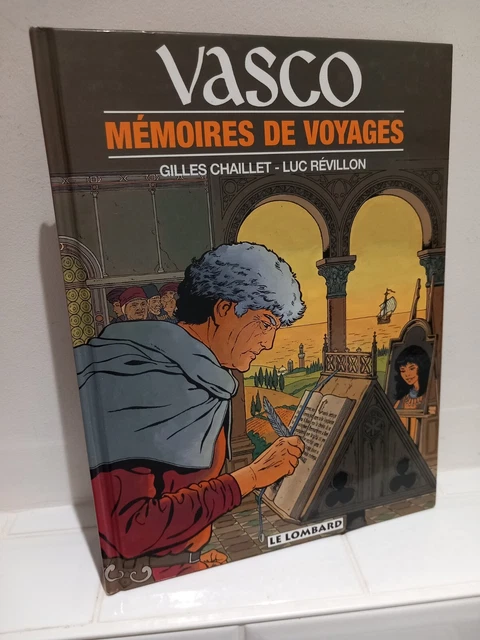 VASCO
MÉMOIRES DE VOYAGES
GILLES CHAILLET - LUC RÉVILLON
LE LOMBARD